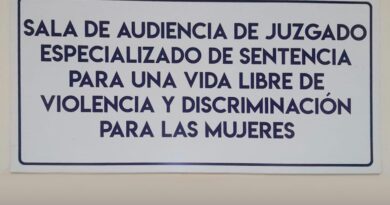 SALA DE AUDIENCIA DE JUZGADO
ESPECIALIZADO DE SENTENCIA
PARA UNA VIDA LIBRE DE
VIOLENCIA Y DISCRIMINACIÓN
PARA LAS MUJERES